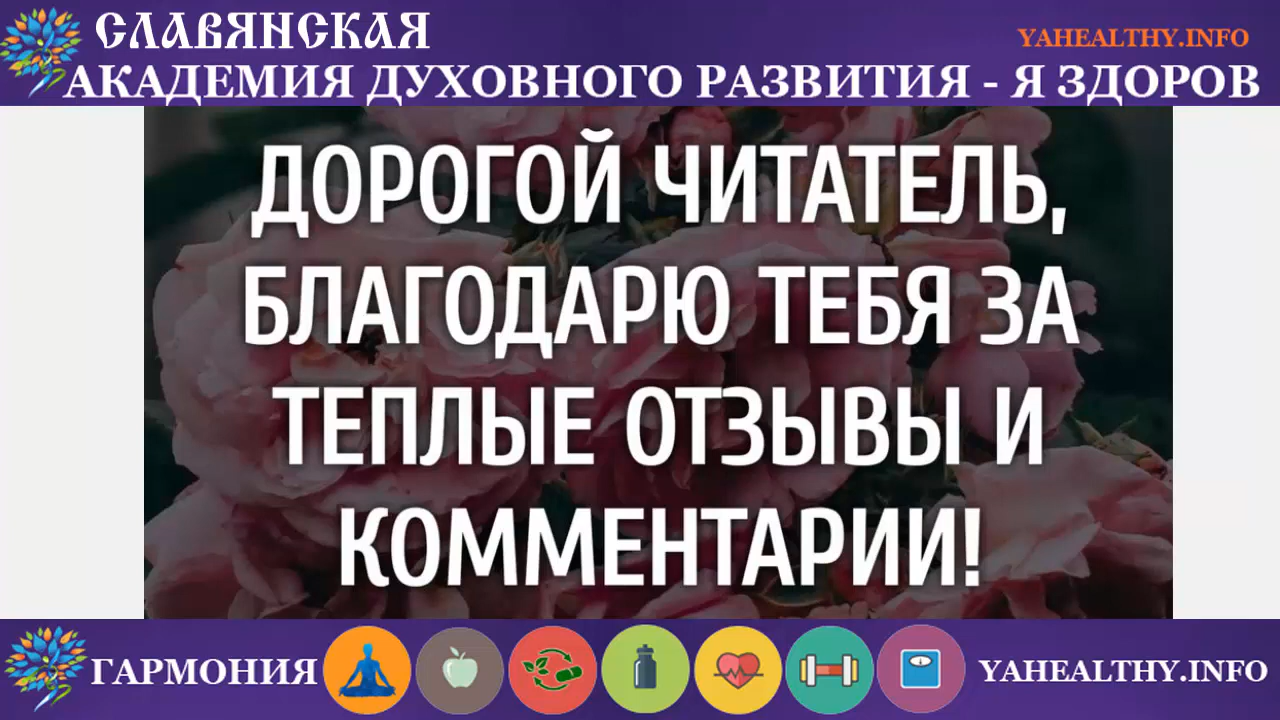 СЛАВЯНСКАЯ
YAHEALTHY.INFO
АКАДЕМИЯ ДУХОВНОГО РАЗВИТИЯ - Я ЗДОРОВ
ДОРОГОЙ ЧИТАТЕЛЬ,
БЛАГОДАРЮ ТЕБЯ ЗА
ТЕПЛЫЕ ОТЗЫВЫ И
КОММЕНТАРИИ!
ГАРМОНИЯ
YAHEALTHY.INFO